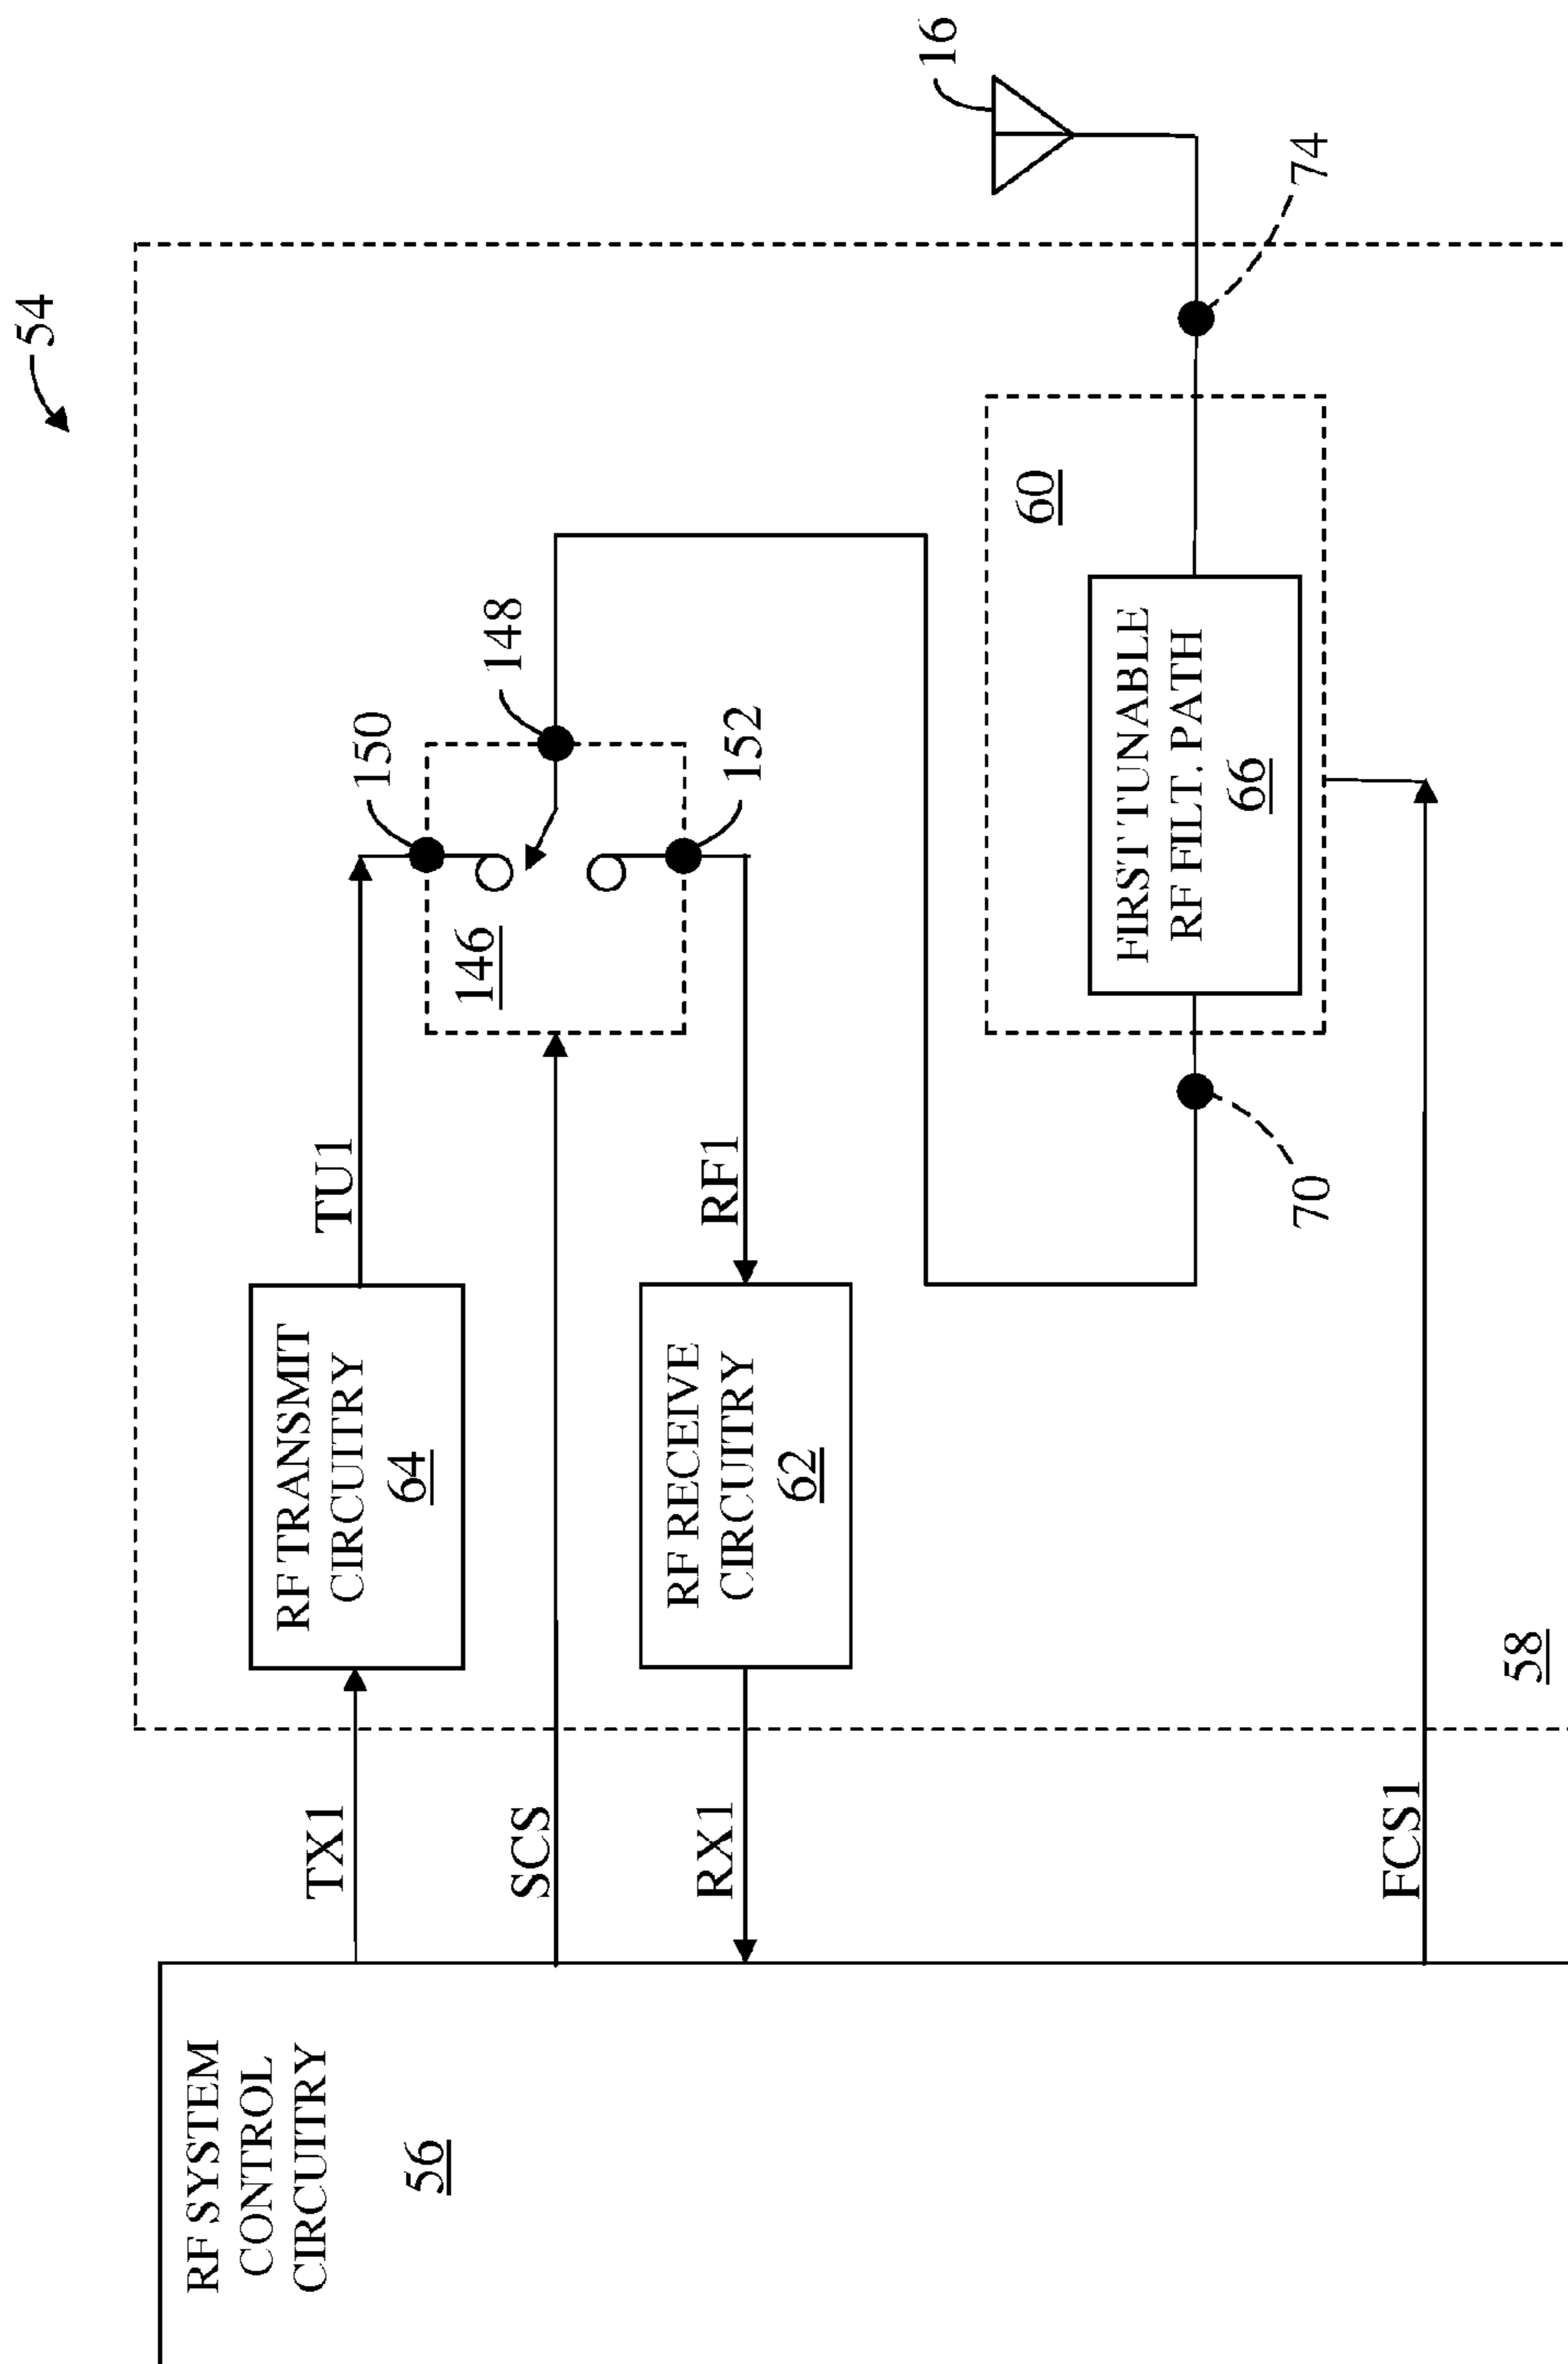 54
RF SYSTEM
CONTROL
CIRCUITRY
56
TX1
RF TRANSMIT
CIRCUITRY
64
TU1
150
146
148
SCS
152
RX1
RF RECEIVE
CIRCUITRY
62
RF1
16
60
FIRST TUNABLE
RF FILT. PATH
66
70
74
FCS1
58